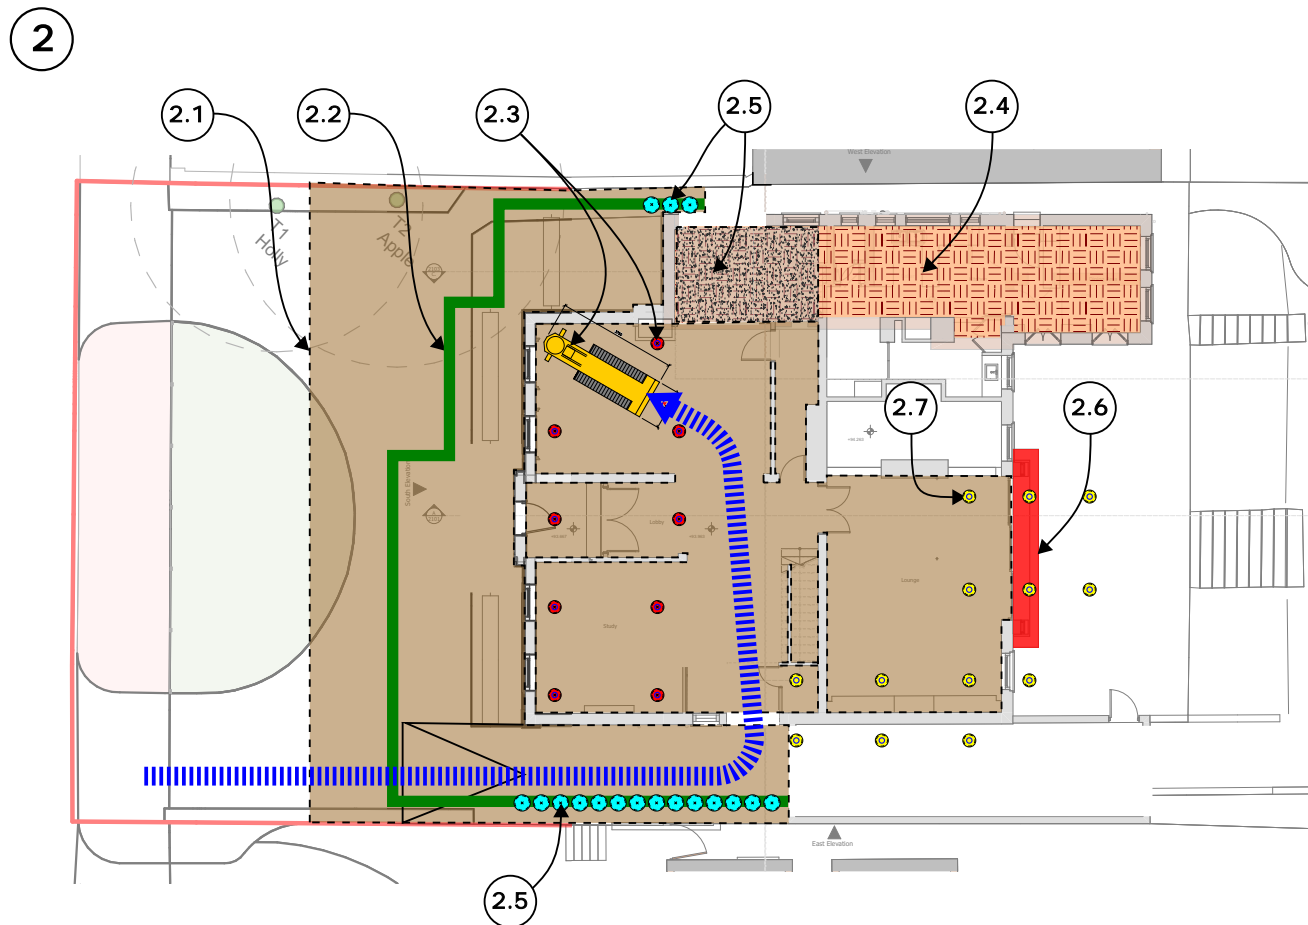 2
2.1
2.2
2.3
2.5
2.4
West Elevation
T1
Holly
T2
Apple
2.7
2.6
South Elevation
Lobby
Lounge
Study
East Elevation
2.5